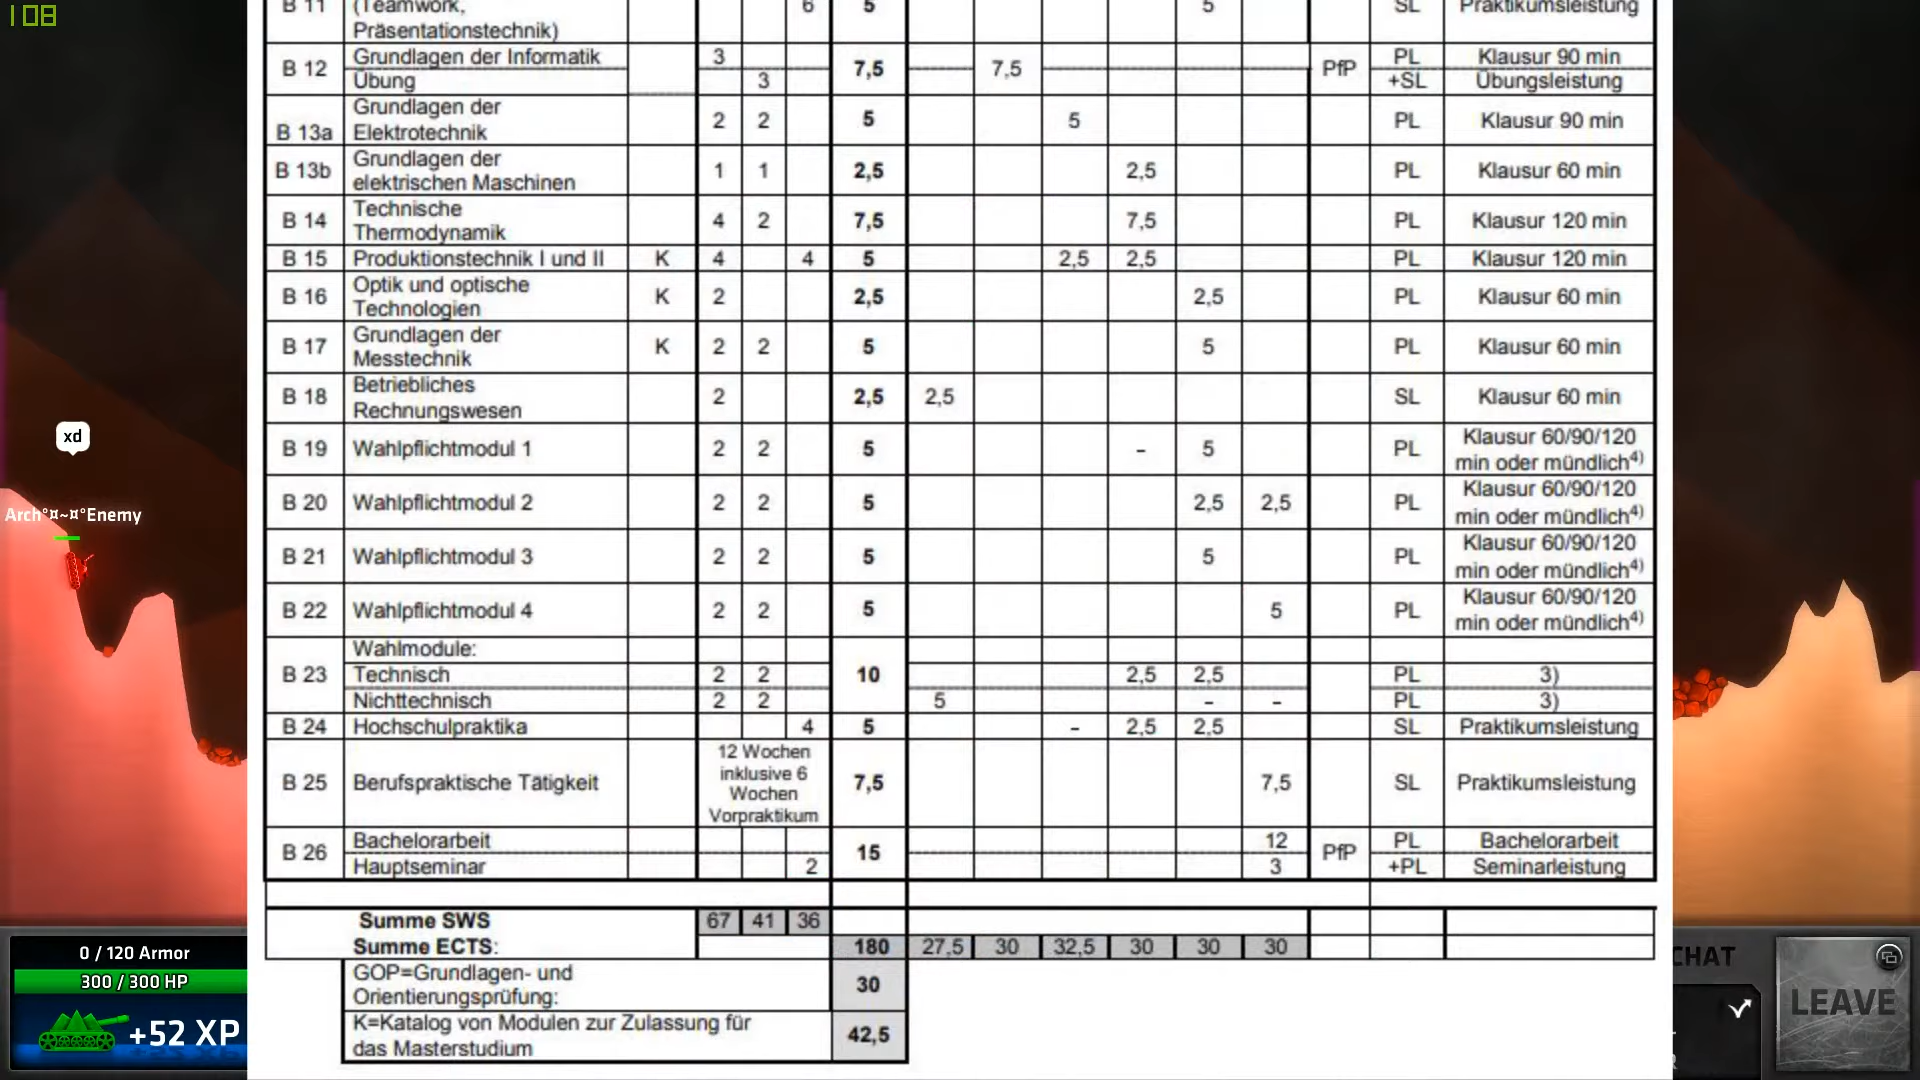 108
B 11 (Teamwork, 6 5 5 SL Praktikumsleistung
Präsentationstechnik)
B 12 Grundlagen der Informatik 3 7,5 7,5 PfP PL Klausur 90 min
Übung 3 +SL Übungsleistung
B 13a Grundlagen der Elektrotechnik 2 2 5 5 PL Klausur 90 min
B 13b Grundlagen der elektrischen Maschinen 1 1 2,5 2,5 PL Klausur 60 min
B 14 Technische Thermodynamik 4 2 7,5 7,5 PL Klausur 120 min
B 15 Produktionstechnik I und II K 4 4 5 2,5 2,5 PL Klausur 120 min
B 16 Optik und optische Technologien K 2 2,5 2,5 PL Klausur 60 min
B 17 Grundlagen der Messtechnik K 2 2 5 5 PL Klausur 60 min
B 18 Betriebliches Rechnungswesen 2 2,5 2,5 SL Klausur 60 min
B 19 Wahlpflichtmodul 1 2 2 5 - 5 PL Klausur 60/90/120 min oder mündlich4)
B 20 Wahlpflichtmodul 2 2 2 5 2,5 2,5 PL Klausur 60/90/120 min oder mündlich4)
B 21 Wahlpflichtmodul 3 2 2 5 5 PL Klausur 60/90/120 min oder mündlich4)
B 22 Wahlpflichtmodul 4 2 2 5 5 PL Klausur 60/90/120 min oder mündlich4)
B 23 Wahlmodule: 10
Technisch 2 2 2,5 2,5 PL 3)
Nichttechnisch 2 2 5 - - PL 3)
B 24 Hochschulpraktika 4 5 - 2,5 2,5 SL Praktikumsleistung
B 25 Berufspraktische Tätigkeit 12 Wochen inklusive 6 Wochen Vorpraktikum 7,5 7,5 SL Praktikumsleistung
B 26 Bachelorarbeit 15 12 PfP PL Bachelorarbeit
Hauptseminar 2 3 +PL Seminarleistung
Summe SWS 67 41 36
Summe ECTS: 180 27,5 30 32,5 30 30 30
GOP=Grundlagen- und Orientierungsprüfung: 30
K=Katalog von Modulen zur Zulassung für das Masterstudium 42,5
xd
Arch°¤~¤°Enemy
0 / 120 Armor
300 / 300 HP
+52 XP
CHAT
LEAVE